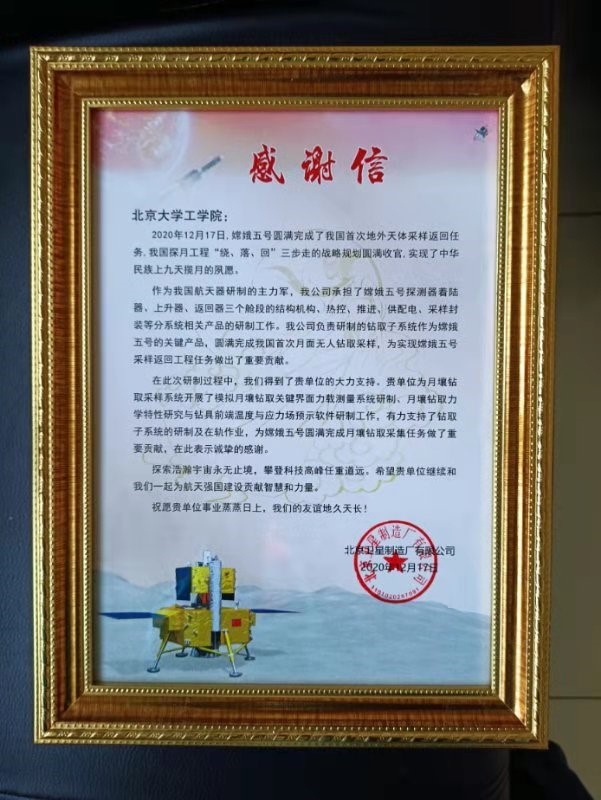 感谢信
北京大学工学院：
2020年12月17日，嫦娥五号圆满完成了我国首次地外天体采样返回任
务，我国探月工程“绕、落、回”三步走的战略规划圆满收官，实现了中华
民族上九天揽月的夙愿。
作为我国航天器研制的主力军，我公司承担了嫦娥五号探测器着陆
器、上升器、返回器三个舱段的结构机构、热控、推进、供配电、采样封
装等分系统相关产品的研制工作。我公司负责研制的钻取子系统作为嫦娥
五号的关键产品，圆满完成我国首次月面无人钻取采样，为实现嫦娥五号
采样返回工程任务做出了重要贡献。
在此次研制过程中，我们得到了贵单位的大力支持。贵单位为月壤钻
取采样系统开展了模拟月壤钻取关键界面力载测量系统研制、月壤钻取力
学特性研究与钻具前端温度与应力场预示软件研制工作，有力支持了钻取
子系统的研制及在轨作业，为嫦娥五号圆满完成月壤钻取采集任务做了重
要贡献，在此表示诚挚的感谢。
探索浩瀚宇宙永无止境，攀登科技高峰任重道远。希望贵单位继续和
我们一起为航天强国建设贡献智慧和力量。
祝愿贵单位事业蒸蒸日上，我们的友谊地久天长！
北京卫星制造厂有限公司
2020年12月17日